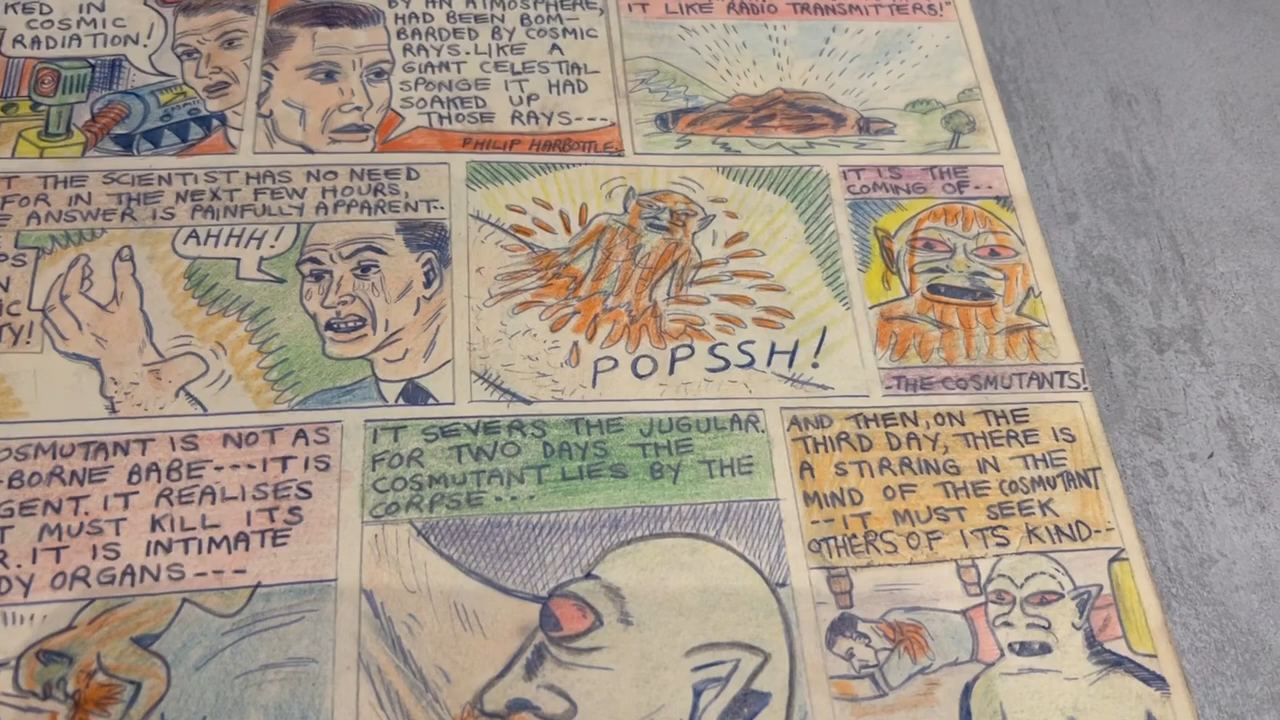 KED IN
COSMIC
RADIATION!
COSMIC
BY AN ATMOSPHERE,
HAD BEEN BOM-
BARDED BY COSMIC
RAYS. LIKE A
GIANT CELESTIAL
SPONGE IT HAD
SOAKED UP
THOSE RAYS---
PHILIP HARBOTTLE.
IT LIKE RADIO TRANSMITTERS!"
T THE SCIENTIST HAS NO NEED
FOR IN THE NEXT FEW HOURS,
E ANSWER IS PAINFULLY APPARENT..
OS
N
IC
TY!
AHHH!
POPSSH!
IT IS THE
COMING OF..
-THE COSMUTANTS!
OSMUTANT IS NOT AS
-BORNE BABE---IT IS
GENT. IT REALISES
T MUST KILL ITS
R. IT IS INTIMATE
DY ORGANS---
IT SEVERS THE JUGULAR.
FOR TWO DAYS THE
COSMUTANT LIES BY THE
CORPSE---
AND THEN, ON THE
THIRD DAY, THERE IS
A STIRRING IN THE
MIND OF THE COSMUTANT
--IT MUST SEEK
OTHERS OF ITS KIND--